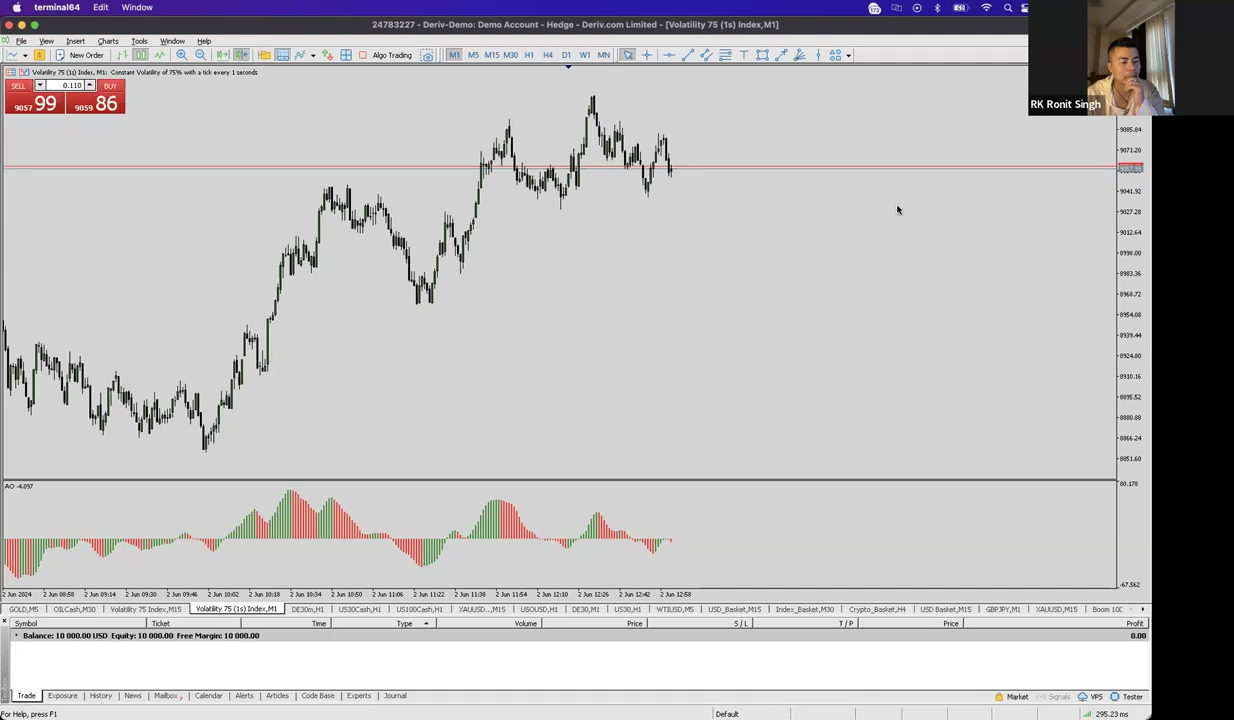 terminal64 Edit Window
24783227 - Deriv-Demo: Demo Account - Hedge - Deriv.com Limited - [Volatility 75 (1s) Index,M1]
File View Insert Charts Tools Window Help
New Order Algo Trading M1 M5 M15 M30 H1 H4 D1 W1 MN
Volatility 75 (1s) Index, M1: Constant Volatility of 75% with a tick every 1 seconds
SELL 0.110 BUY
9057 99 9059 86
RK Ronit Singh
9085.84
9071.20
9041.92
9027.28
9012.64
8998.00
8983.36
8968.72
8954.08
8939.44
8924.80
8910.16
8895.52
8880.88
8866.24
8851.60
AO -4.897
80.178
-67.562
2 Jun 2024 2 Jun 08:58 2 Jun 09:14 2 Jun 09:30 2 Jun 09:46 2 Jun 10:02 2 Jun 10:18 2 Jun 10:34 2 Jun 10:50 2 Jun 11:06 2 Jun 11:22 2 Jun 11:38 2 Jun 11:54 2 Jun 12:10 2 Jun 12:26 2 Jun 12:42 2 Jun 12:58
GOLD,M5 OILCash,M30 Volatility 75 Index,M15 Volatility 75 (1s) Index,M1 DE30m,H1 US30Cash,H1 US100Cash,H1 XAUUSD...,M15 USOUSD,H1 DE30,M1 US30,H1 WTIUSD,M5 USD_Basket,M15 Index_Basket,M30 Crypto_Basket,H4 USD Basket,M15 GBPJPY,M1 XAUUSD,M15 Boom 100
Symbol Ticket Time Type Volume Price S / L T / P Price Profit
Balance: 10 000.00 USD Equity: 10 000.00 Free Margin: 10 000.00 0.00
Trade Exposure History News Mailbox Calendar Alerts Articles Code Base Experts Journal Market Signals VPS Tester
For Help, press F1 Default 295.23 ms